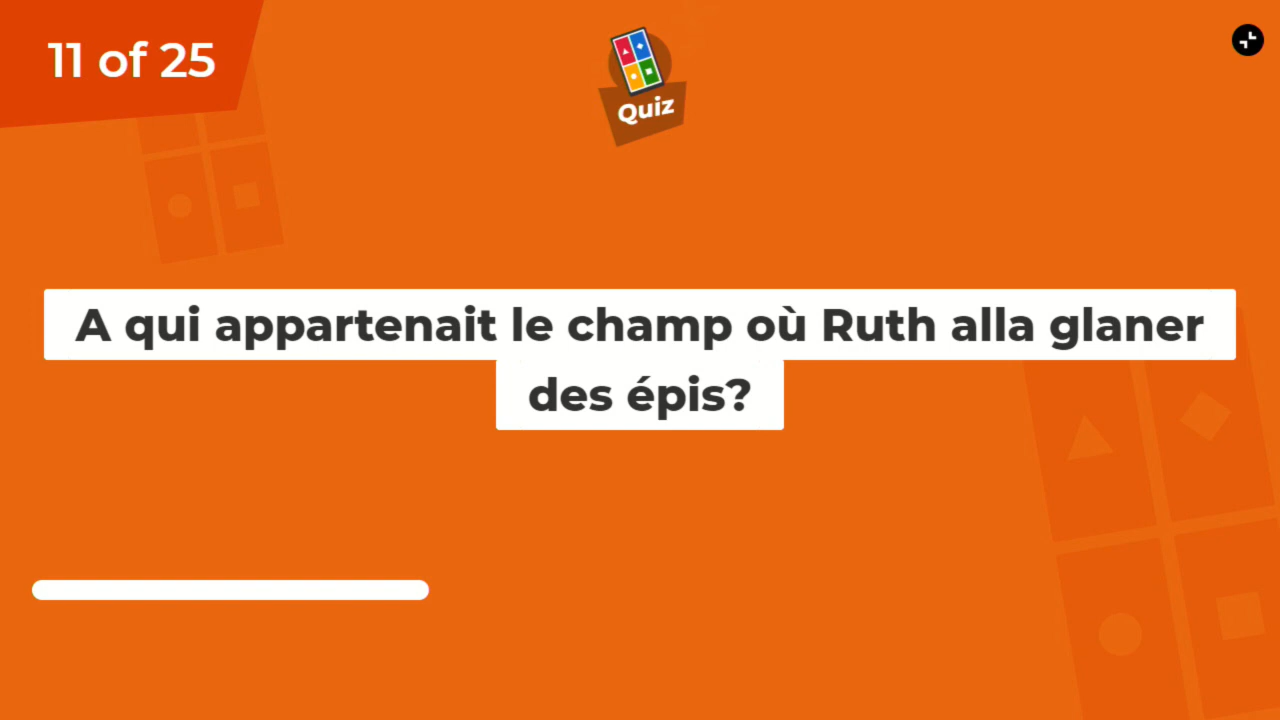 11 of 25
Quiz
A qui appartenait le champ où Ruth alla glaner
des épis?